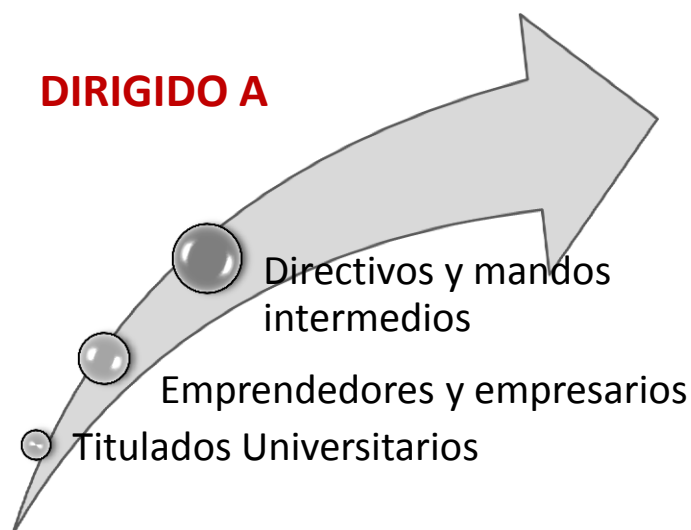 DIRIGIDO A
Directivos y mandos
intermedios
Emprendedores y empresarios
Titulados Universitarios